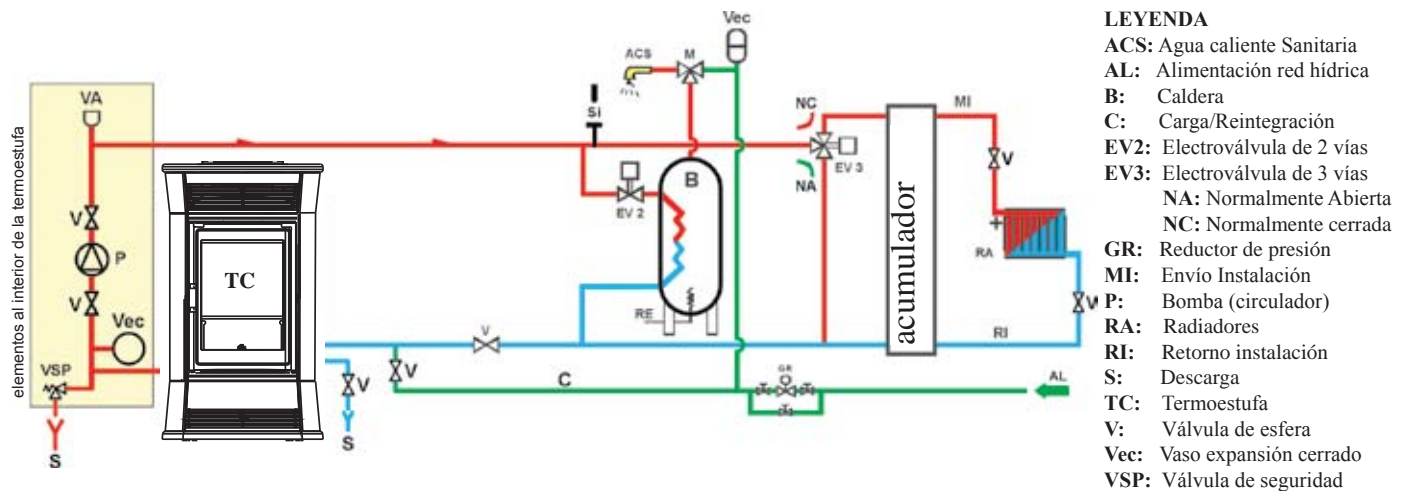 elementos al interior de la termoestufa
VA
V
P
V
Vec
VSP
S
TC
V
S
V
C
Si
EV 2
ACS
M
B
RE
Vec
NC
NA
EV 3
GR
AL
acumulador
MI
V
RA
V
RI
LEYENDA
ACS: Agua caliente Sanitaria
AL: Alimentación red hídrica
B: Caldera
C: Carga/Reintegración
EV2: Electroválvula de 2 vías
EV3: Electroválvula de 3 vías
NA: Normalmente Abierta
NC: Normalmente cerrada
GR: Reductor de presión
MI: Envío Instalación
P: Bomba (circulador)
RA: Radiadores
RI: Retorno instalación
S: Descarga
TC: Termoestufa
V: Válvula de esfera
Vec: Vaso expansión cerrado
VSP: Válvula de seguridad
V